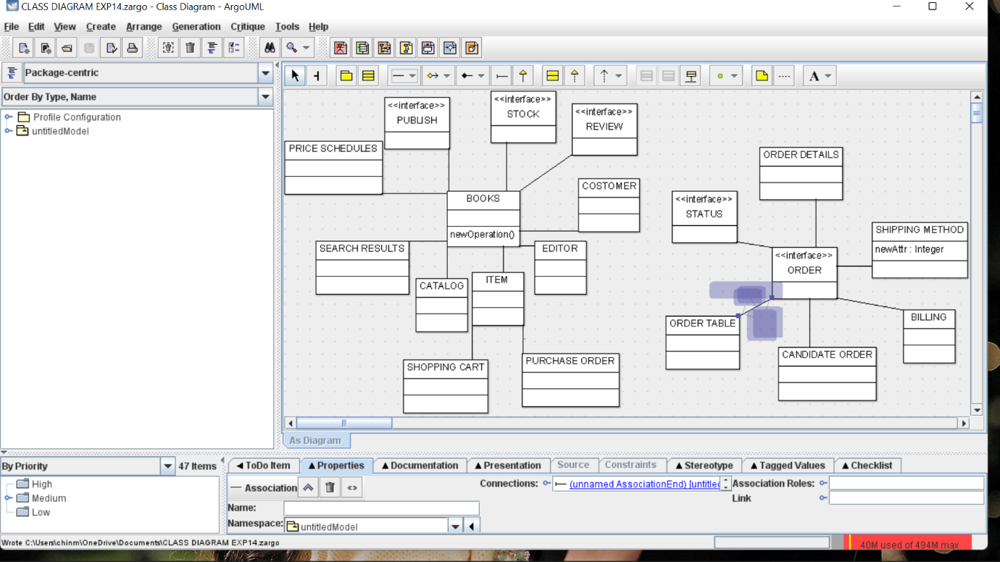 CLASS DIAGRAM EXP14.zargo - Class Diagram - ArgoUML
File Edit View Create Arrange Generation Critique Tools Help
Package-centric
Order By Type, Name
Profile Configuration
untitledModel
A
<<interface>>
PUBLISH
<<interface>>
STOCK
<<interface>>
REVIEW
PRICE SCHEDULES
BOOKS
newOperation()
COSTOMER
SEARCH RESULTS
EDITOR
CATALOG
ITEM
SHOPPING CART
PURCHASE ORDER
ORDER DETAILS
<<interface>>
STATUS
SHIPPING METHOD
newAttr : Integer
<<interface>>
ORDER
ORDER TABLE
BILLING
CANDIDATE ORDER
As Diagram
By Priority
47 Items
High
Medium
Low
ToDo Item Properties Documentation Presentation Source Constraints Stereotype Tagged Values Checklist
Association
Name:
Namespace:
untitledModel
Connections:
(unnamed AssociationEnd) [untitled
Association Roles:
Link
Wrote C:\Users\chinm\OneDrive\Documents\CLASS DIAGRAM EXP14.zargo
40M used of 494M max